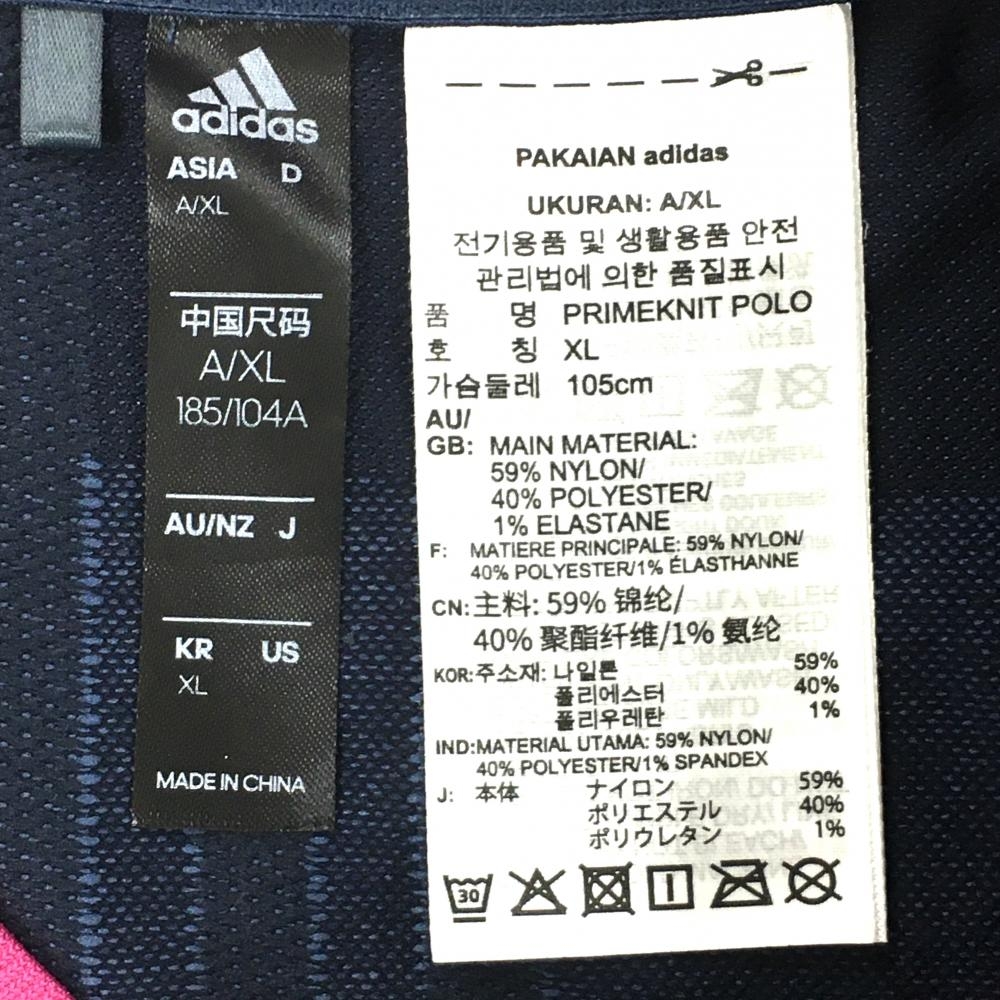 adidas
ASIA D
A/XL
中国尺码
A/XL
185/104A
AU/NZ J
KR US
XL
MADE IN CHINA
PAKAIAN adidas
UKURAN: A/XL
전기용품 및 생활용품 안전
관리법에 의한 품질표시
품 명 PRIMEKNIT POLO
호 칭 XL
가슴둘레 105cm
AU/
GB: MAIN MATERIAL:
59% NYLON/
40% POLYESTER/
1% ELASTANE
F: MATIERE PRINCIPALE: 59% NYLON/
40% POLYESTER/1% ÉLASTHANNE
CN: 主料: 59% 锦纶/
40% 聚酯纤维/1% 氨纶
KOR: 주소재: 나일론 59%
폴리에스터 40%
폴리우레탄 1%
IND:MATERIAL UTAMA: 59% NYLON/
40% POLYESTER/1% SPANDEX
J: 本体 ナイロン 59%
ポリエステル 40%
ポリウレタン 1%
30